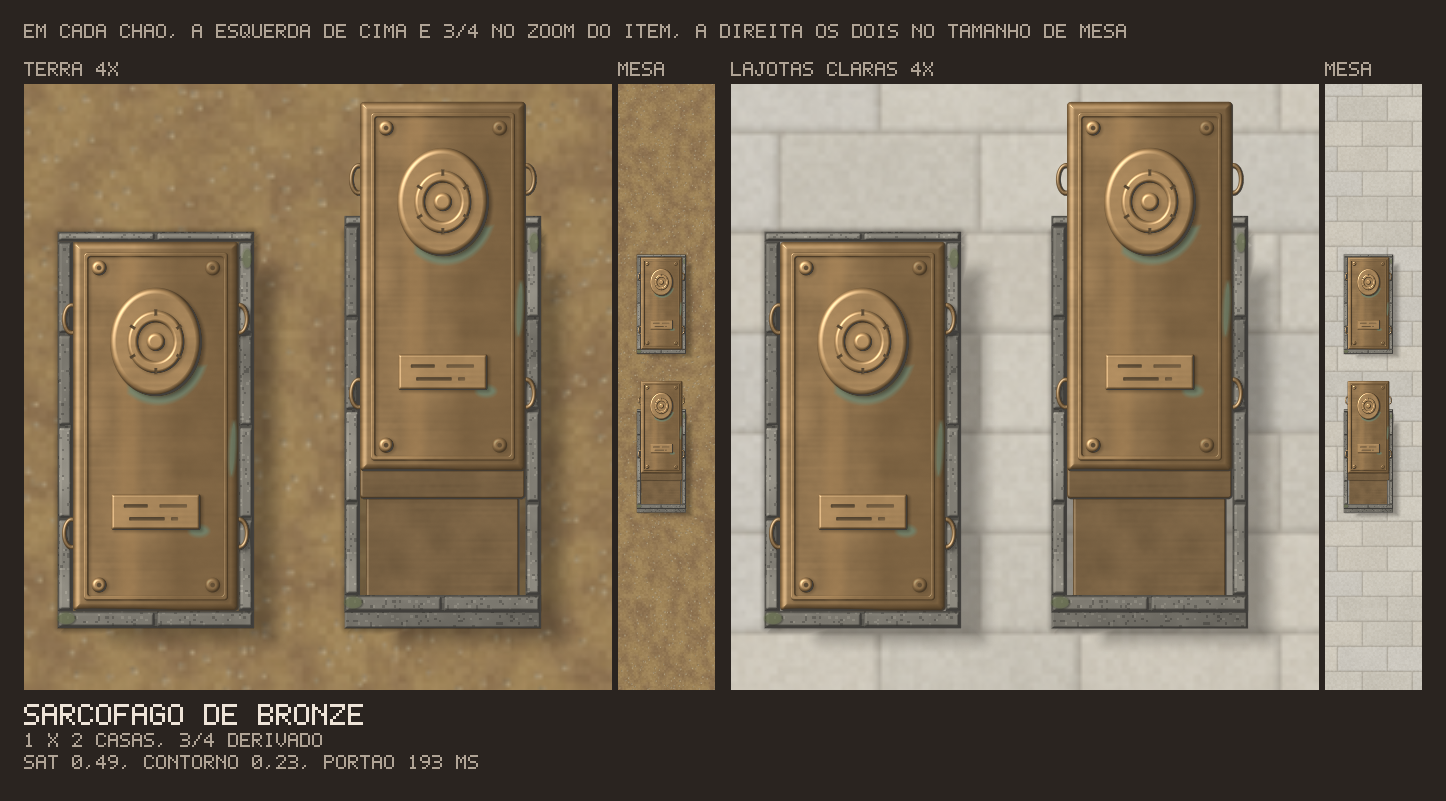 EM CADA CHAO, A ESQUERDA DE CIMA E 3/4 NO ZOOM DO ITEM, A DIREITA OS DOIS NO TAMANHO DE MESA
TERRA 4X
MESA
LAJOTAS CLARAS 4X
MESA
SARCOFAGO DE BRONZE
1 X 2 CASAS, 3/4 DERIVADO
SAT 0,49, CONTORNO 0,23, PORTAO 193 MS